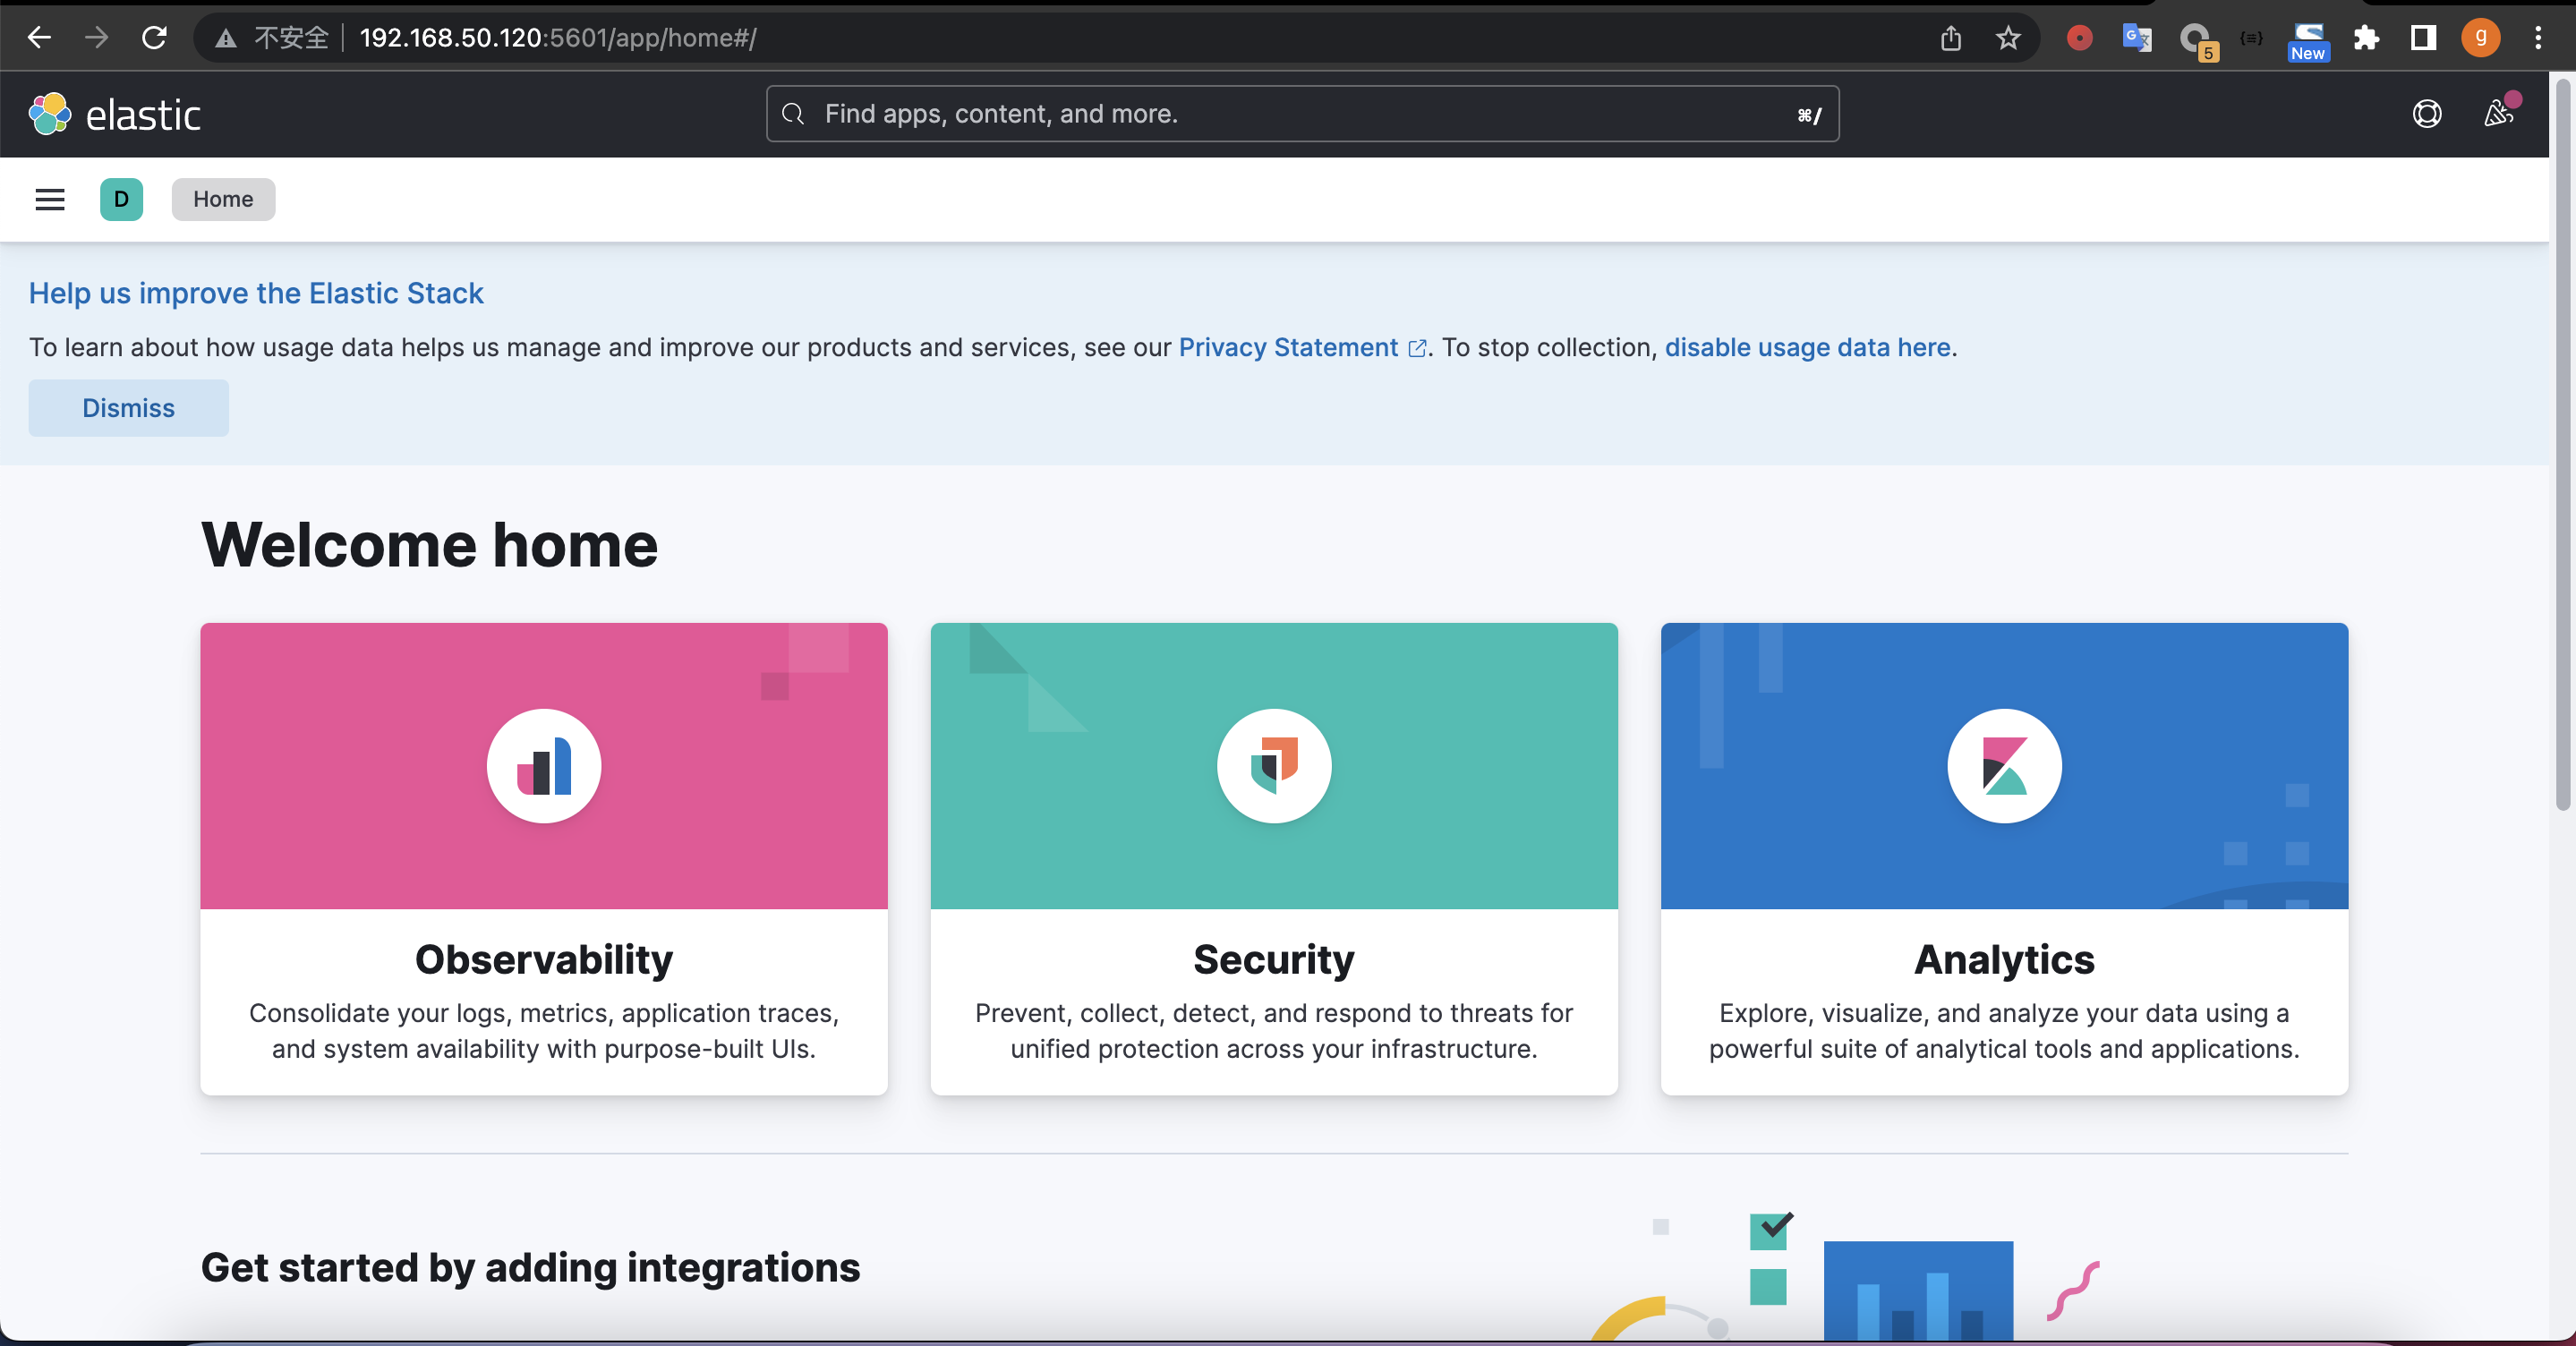 不安全 192.168.50.120:5601/app/home#/
5
New
g
elastic
Find apps, content, and more.
⌘/
D
Home
Help us improve the Elastic Stack
To learn about how usage data helps us manage and improve our products and services, see our Privacy Statement. To stop collection, disable usage data here.
Dismiss
Welcome home
Observability
Consolidate your logs, metrics, application traces,
and system availability with purpose-built UIs.
Security
Prevent, collect, detect, and respond to threats for
unified protection across your infrastructure.
Analytics
Explore, visualize, and analyze your data using a
powerful suite of analytical tools and applications.
Get started by adding integrations